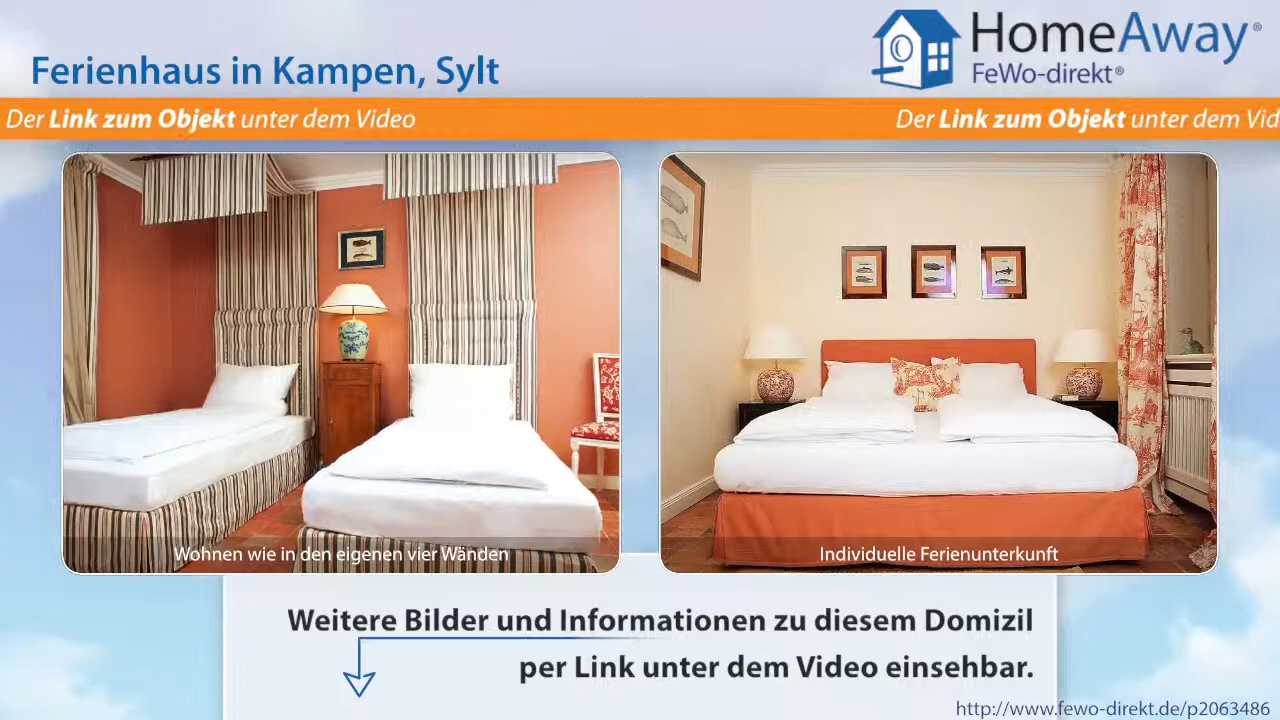 Ferienhaus in Kampen, Sylt
HomeAway®
FeWo-direkt®
Der Link zum Objekt unter dem Video
Der Link zum Objekt unter dem Vid
Wohnen wie in den eigenen vier Wänden
Individuelle Ferienunterkunft
Weitere Bilder und Informationen zu diesem Domizil
per Link unter dem Video einsehbar.
http://www.fewo-direkt.de/p2063486